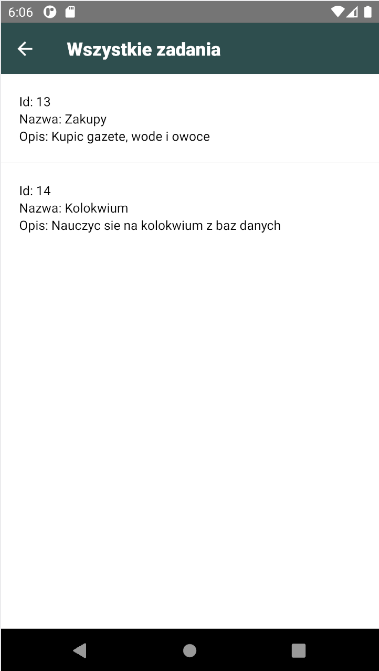 6:06
Wszystkie zadania
Id: 13
Nazwa: Zakupy
Opis: Kupic gazete, wode i owoce
Id: 14
Nazwa: Kolokwium
Opis: Nauczyc sie na kolokwium z baz danych